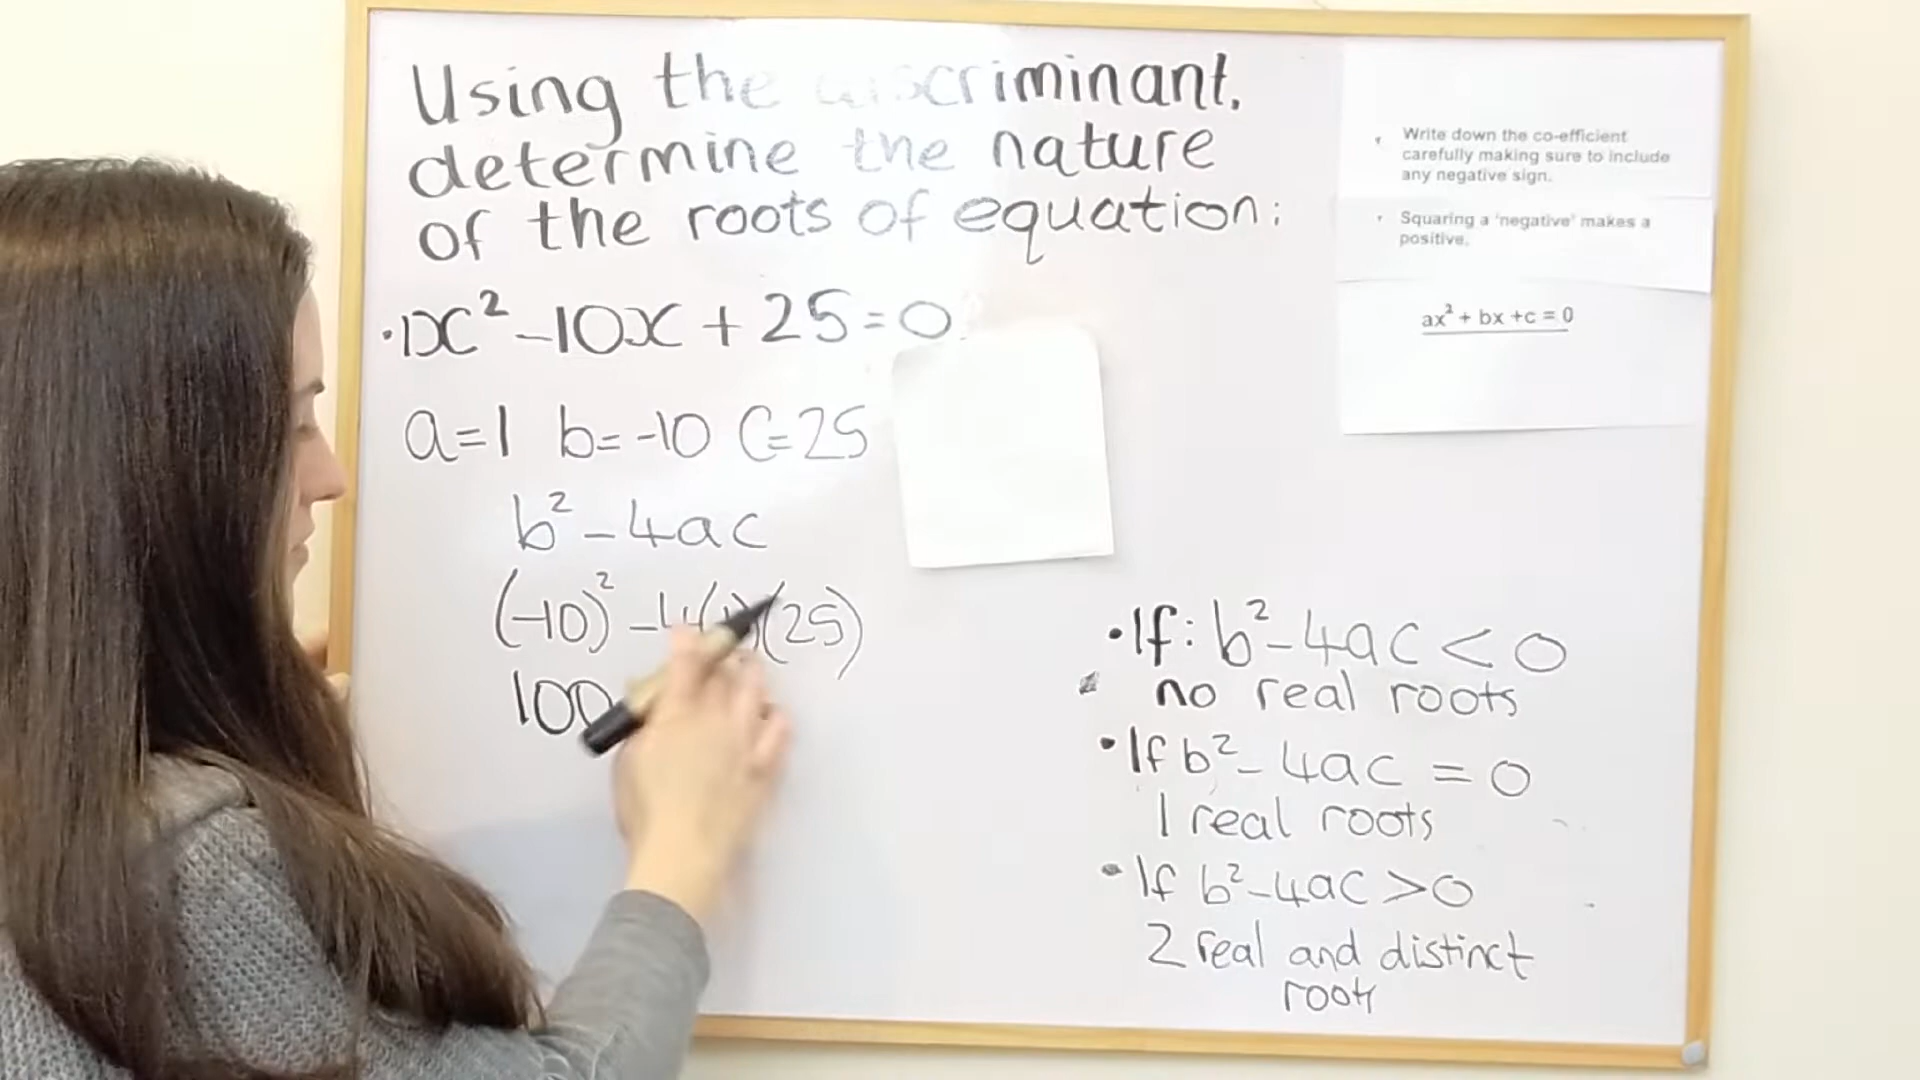 Using the discriminant,
determine the nature
of the roots of equation:
·1x² -10x + 25 = 0
a=1 b=-10 C=25
b² - 4ac
(-10)² - 4(1)(25)
100
• Write down the co-efficient
carefully making sure to include
any negative sign.
• Squaring a 'negative' makes a
positive.
ax² + bx +c = 0
• If: b² - 4ac < 0
no real roots
• If b² - 4ac = 0
1 real roots
• If b² - 4ac > 0
2 real and distinct
roots